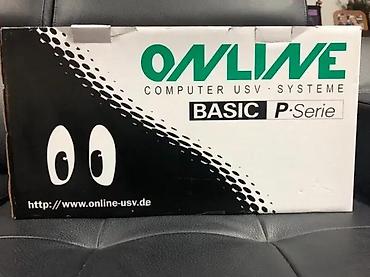 ONLINE
COMPUTER USV · SYSTEME
BASIC P·Serie
http://www.online-usv.de